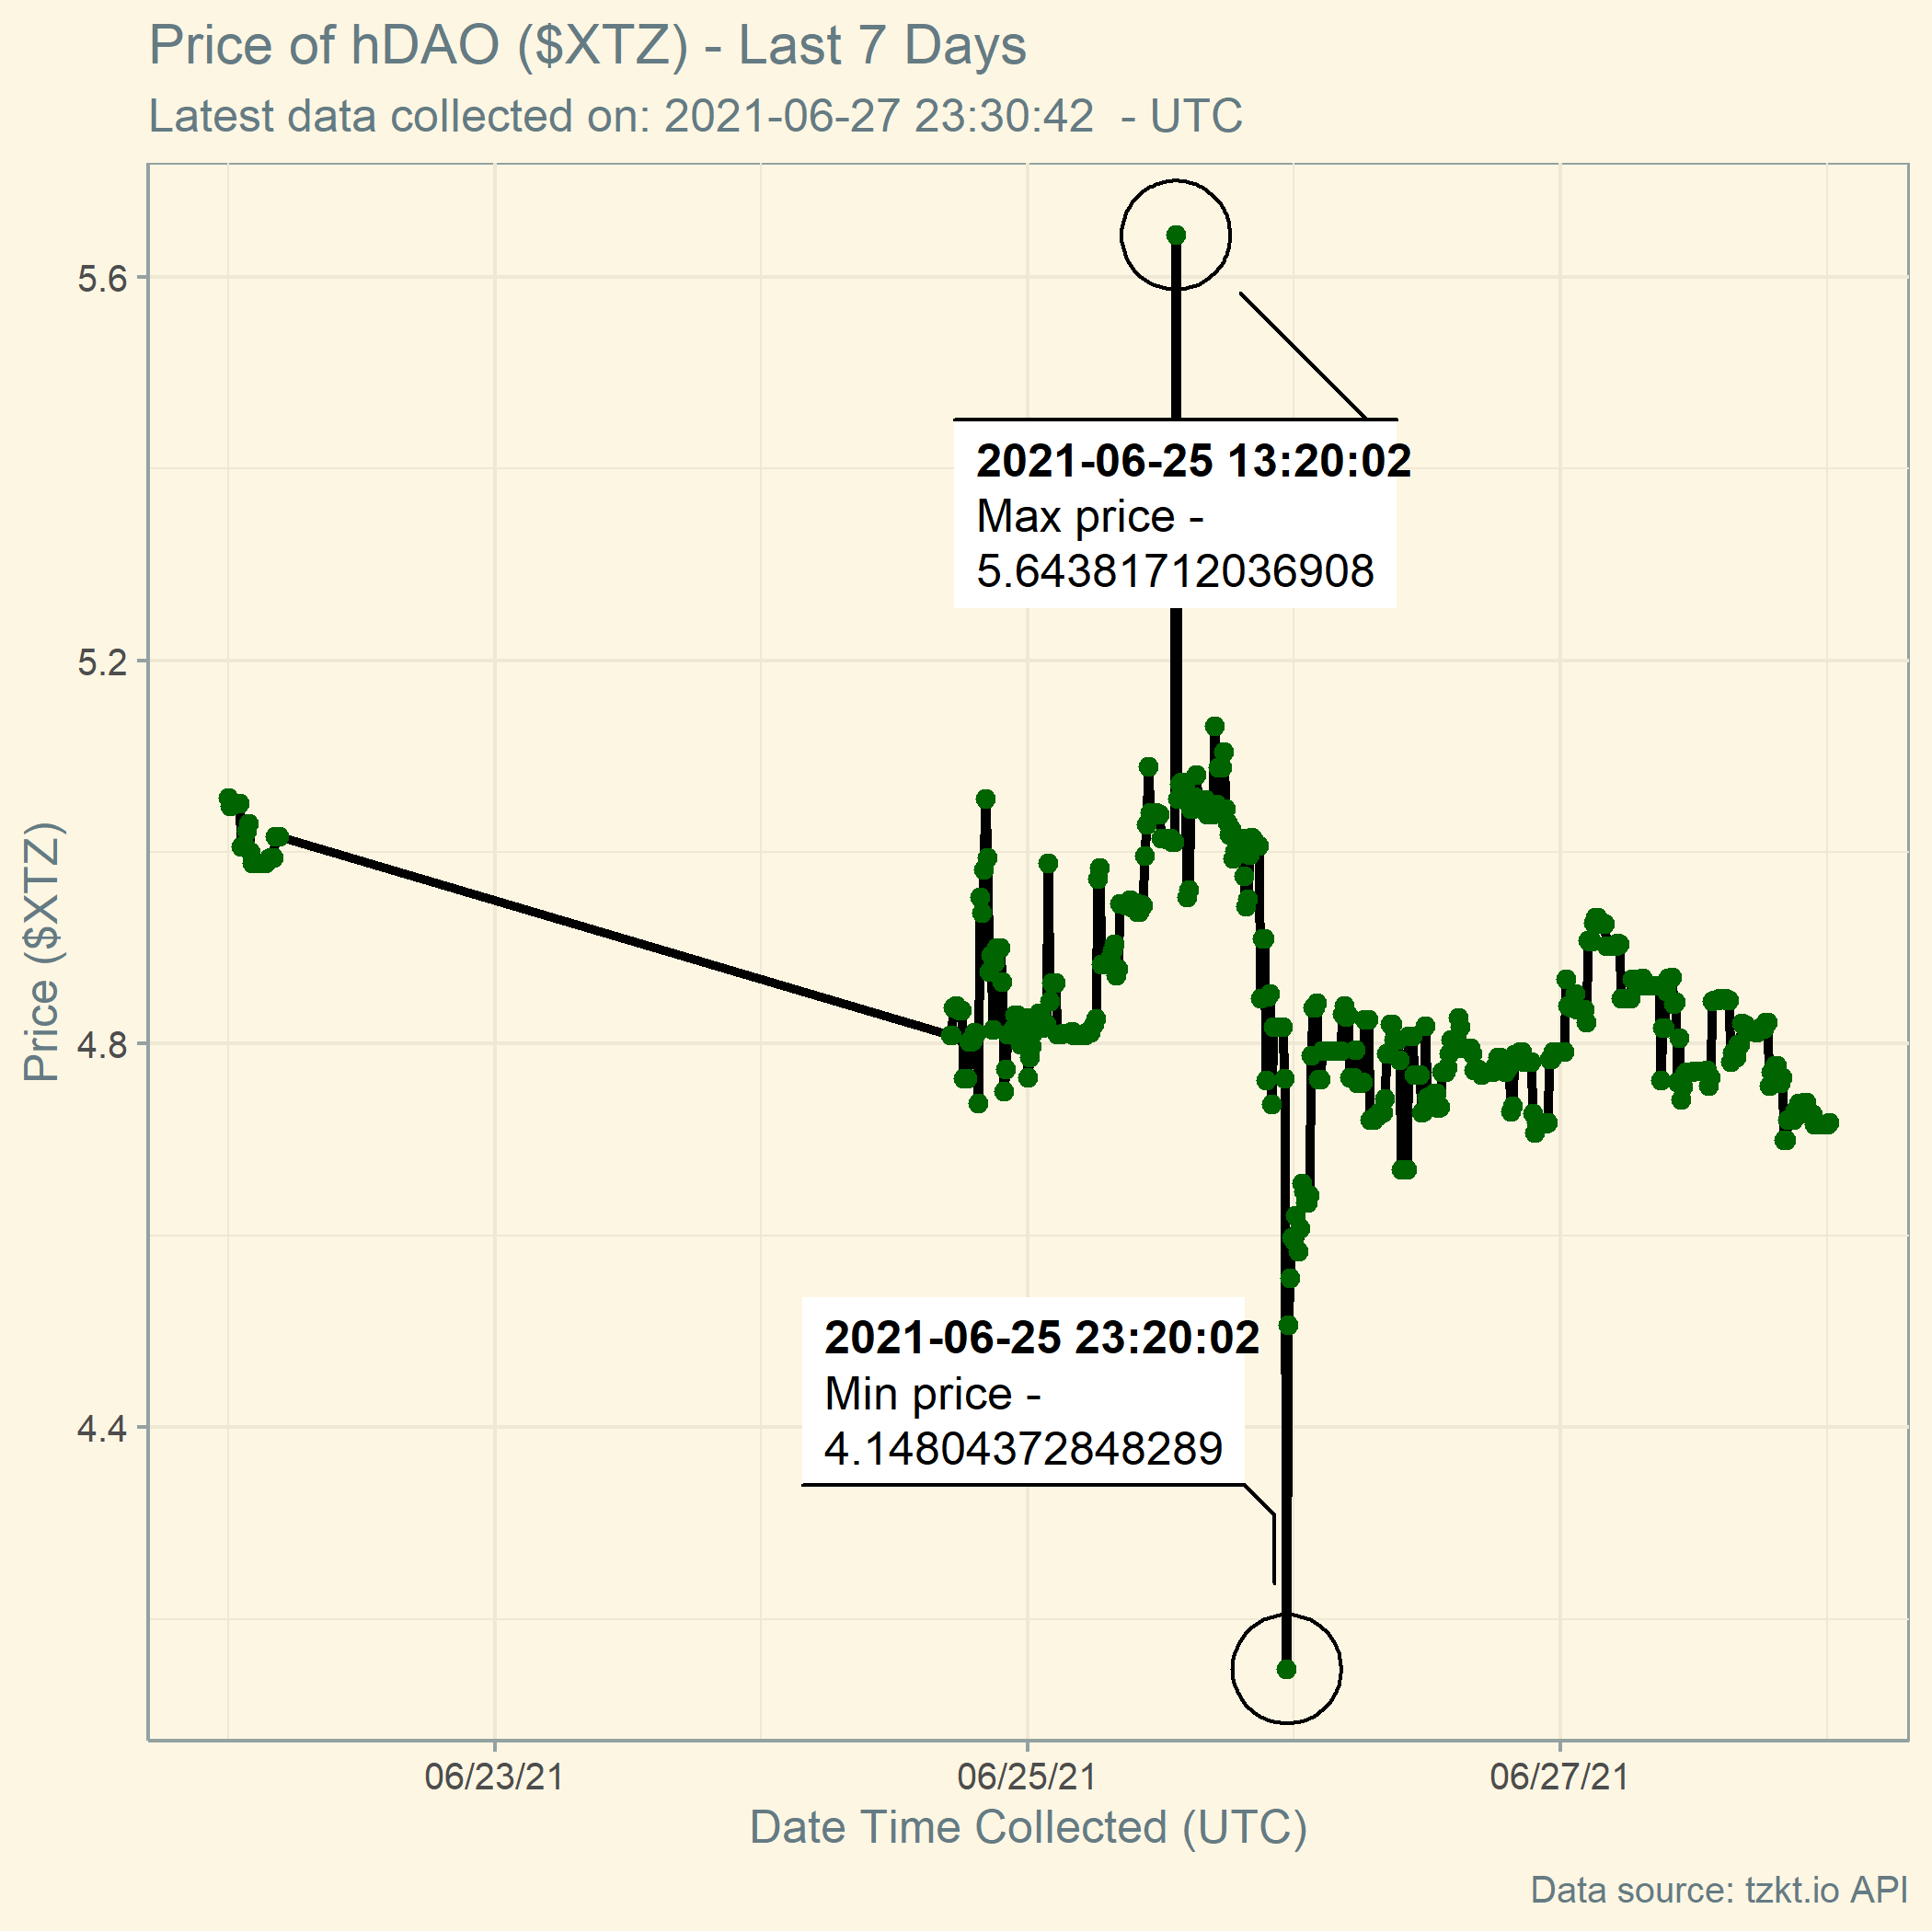 Price of hDAO ($XTZ) - Last 7 Days
Latest data collected on: 2021-06-27 23:30:42  - UTC
5.6
5.2
4.8
4.4
Price ($XTZ)
2021-06-25 13:20:02
Max price -
5.64381712036908
2021-06-25 23:20:02
Min price -
4.14804372848289
06/23/21
06/25/21
06/27/21
Date Time Collected (UTC)
Data source: tzkt.io API